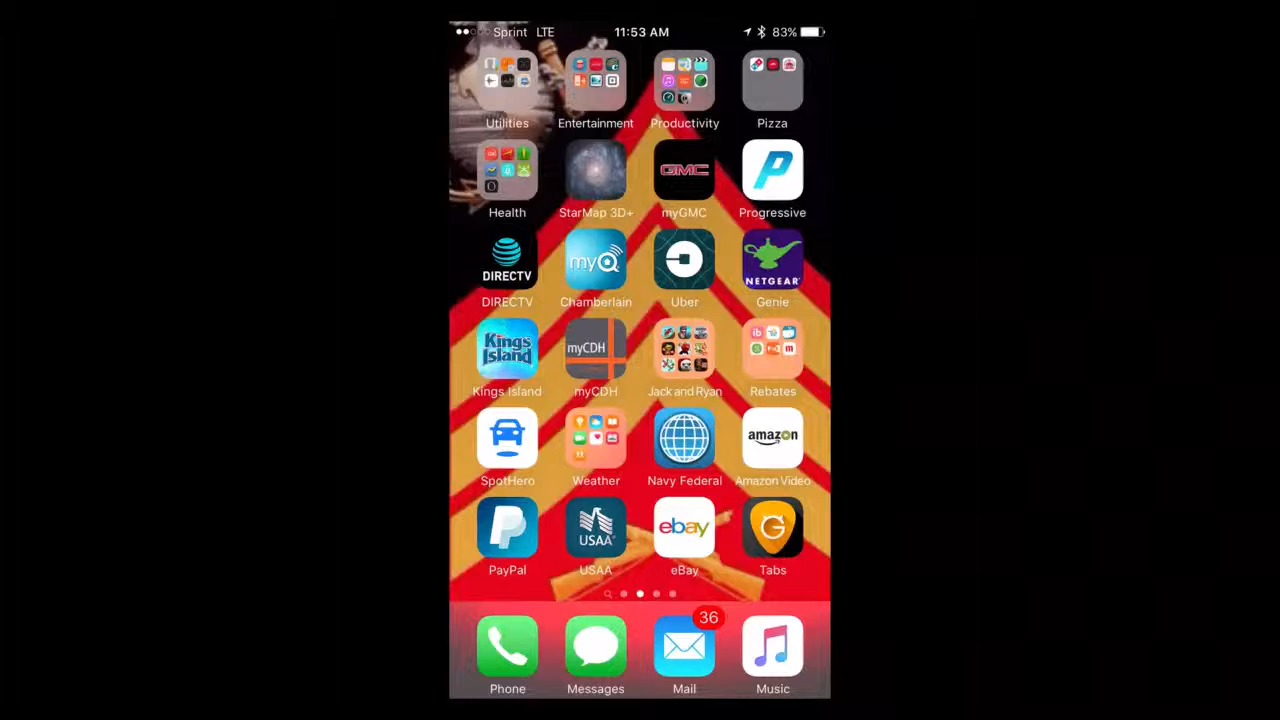 Sprint LTE 11:53 AM 83%
Utilities Entertainment Productivity Pizza
GMC P
Health StarMap 3D+ myGMC Progressive
DIRECTV myQ NETGEAR
DIRECTV Chamberlain Uber Genie
Kings Island myCDH
Kings Island myCDH Jack and Ryan Rebates
amazon
SpotHero Weather Navy Federal Amazon Video
USAA ebay G
PayPal USAA eBay Tabs
36
Phone Messages Mail Music